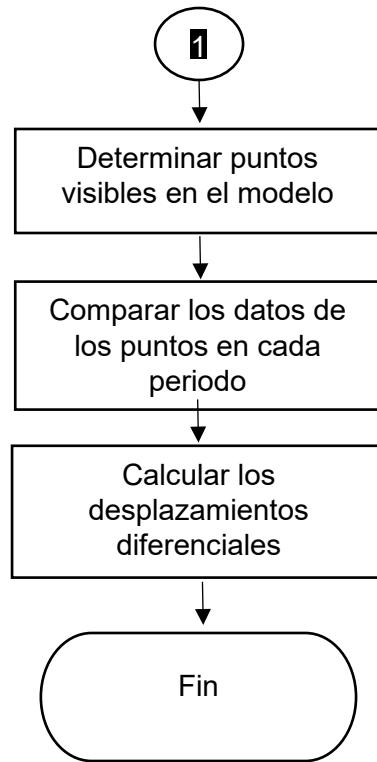 1
Determinar puntos
visibles en el modelo
Comparar los datos de
los puntos en cada
periodo
Calcular los
desplazamientos
diferenciales
Fin